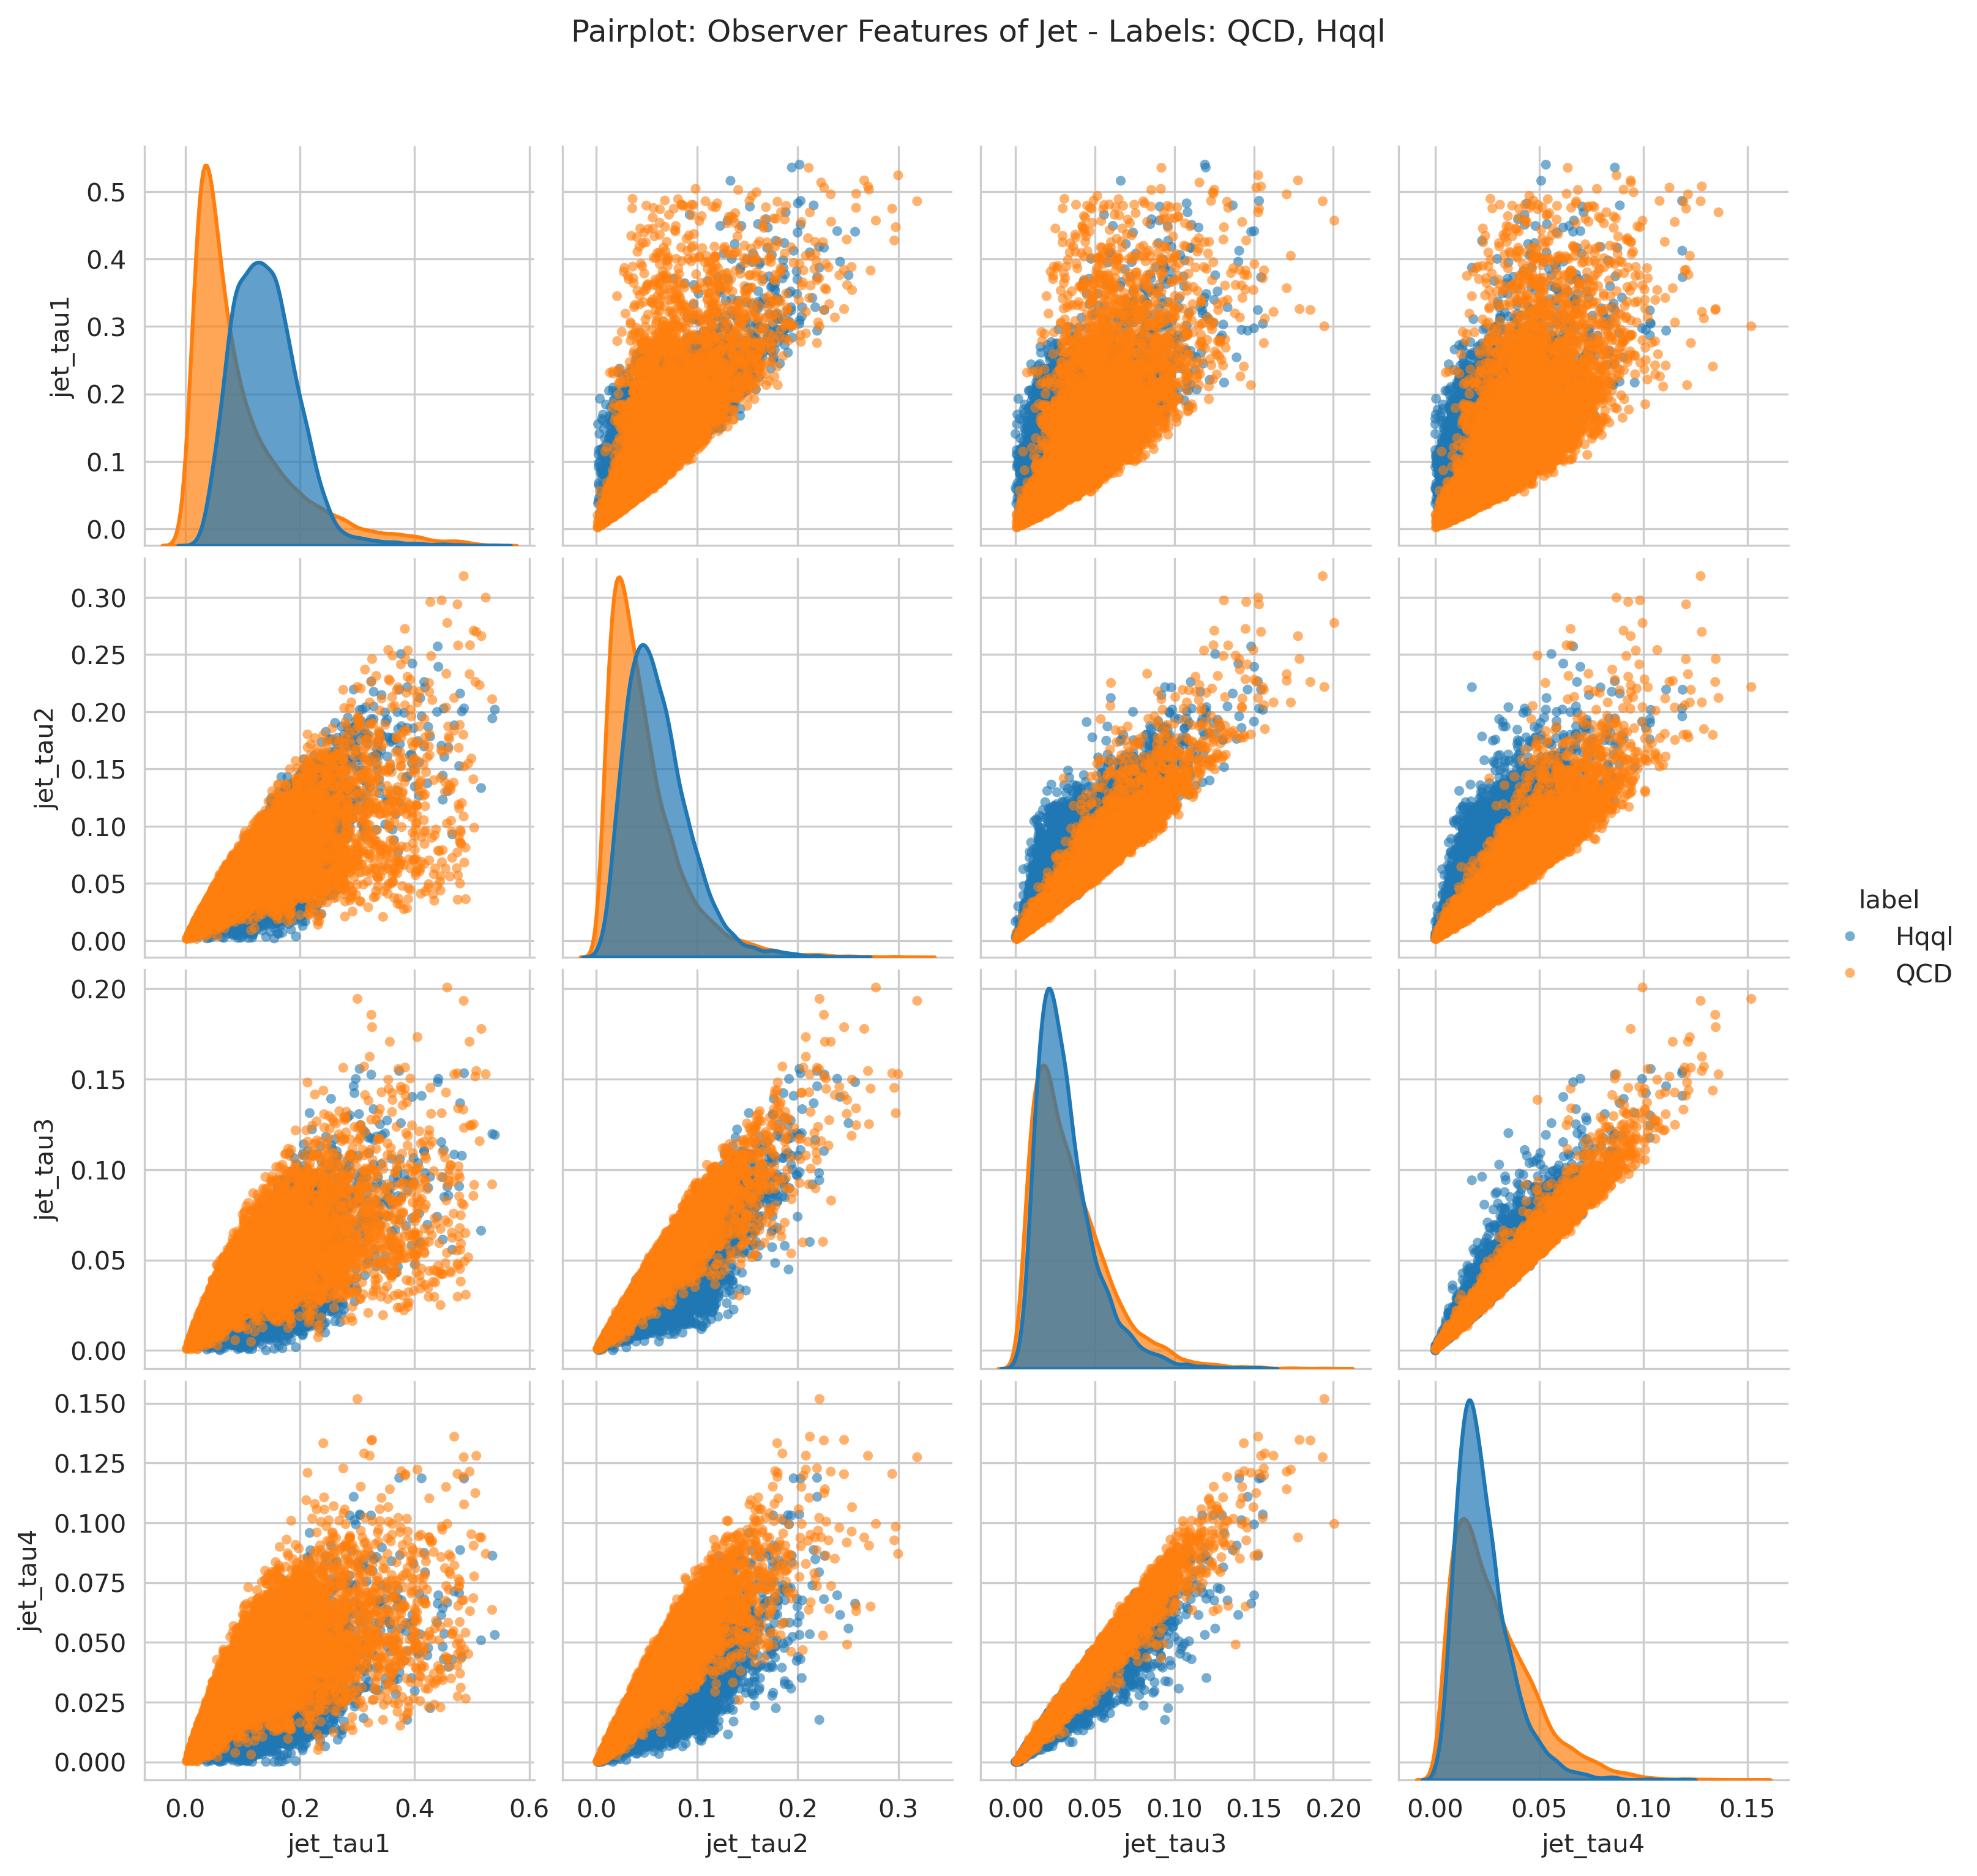 Pairplot: Observer Features of Jet - Labels: QCD, Hqql
jet_tau1
0.5
0.4
0.3
0.2
0.1
0.0
jet_tau2
0.30
0.25
0.20
0.15
0.10
0.05
0.00
label
Hqql
QCD
jet_tau3
0.20
0.15
0.10
0.05
0.00
jet_tau4
0.150
0.125
0.100
0.075
0.050
0.025
0.000
0.0 0.2 0.4 0.6
0.0 0.1 0.2 0.3
0.00 0.05 0.10 0.15 0.20
0.00 0.05 0.10 0.15
jet_tau1
jet_tau2
jet_tau3
jet_tau4